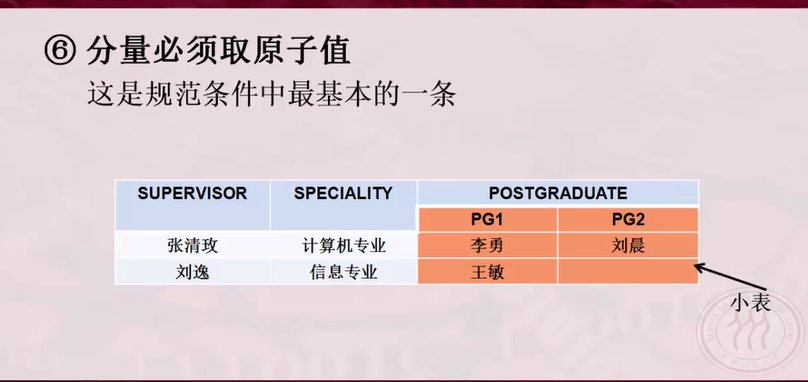 ⑥ 分量必须取原子值
这是规范条件中最基本的一条
SUPERVISOR SPECIALITY POSTGRADUATE
PG1 PG2
张清玫 计算机专业 李勇 刘晨
刘逸 信息专业 王敏
小表